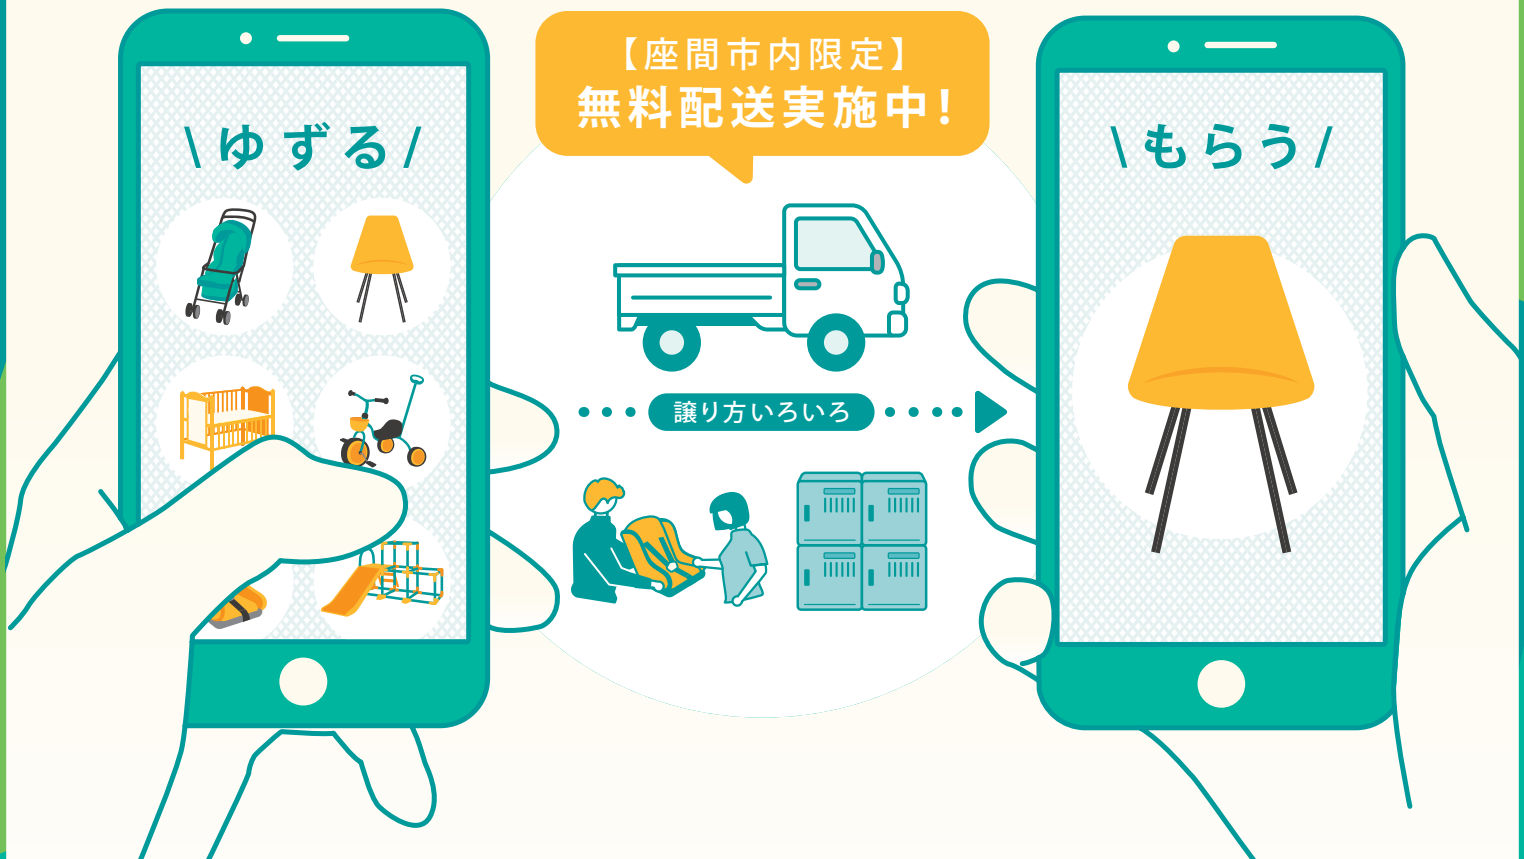 【座間市内限定】
無料配送実施中!
\ゆずる/
\もらう/
譲り方いろいろ